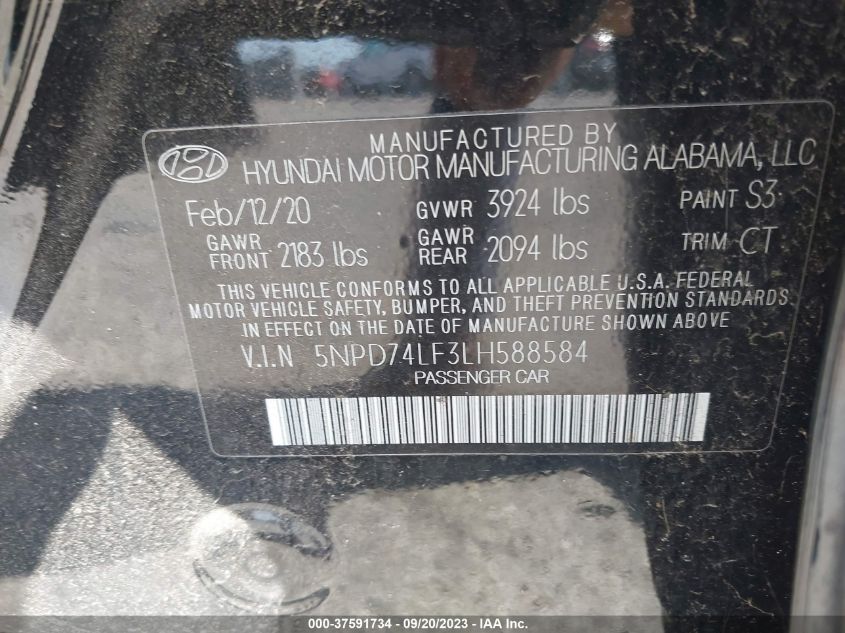 MANUFACTURED BY
HYUNDAI MOTOR MANUFACTURING ALABAMA, LLC
Feb/12/20 GVWR 3924 lbs PAINT S3
GAWR FRONT 2183 lbs GAWR REAR 2094 lbs TRIM CT
THIS VEHICLE CONFORMS TO ALL APPLICABLE U.S.A. FEDERAL
MOTOR VEHICLE SAFETY, BUMPER, AND THEFT PREVENTION STANDARDS
IN EFFECT ON THE DATE OF MANUFACTURE SHOWN ABOVE
V.I.N 5NPD74LF3LH588584
PASSENGER CAR
000-37591734 - 09/20/2023 - IAAI.COM.